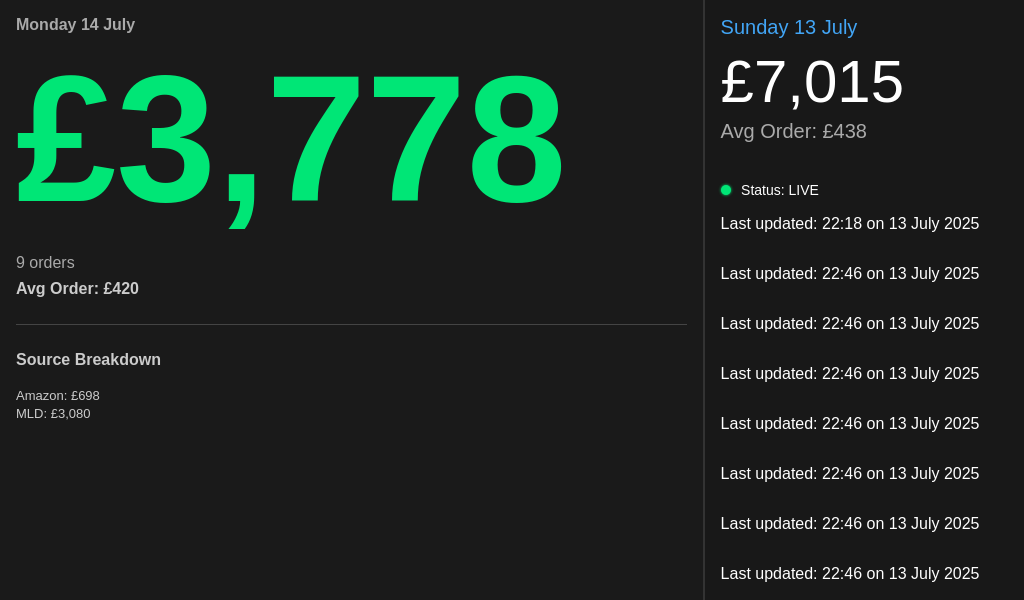 Monday 14 July
£3,778
9 orders
Avg Order: £420
Source Breakdown
Amazon: £698
MLD: £3,080
Sunday 13 July
£7,015
Avg Order: £438
Status: LIVE
Last updated: 22:18 on 13 July 2025
Last updated: 22:46 on 13 July 2025
Last updated: 22:46 on 13 July 2025
Last updated: 22:46 on 13 July 2025
Last updated: 22:46 on 13 July 2025
Last updated: 22:46 on 13 July 2025
Last updated: 22:46 on 13 July 2025
Last updated: 22:46 on 13 July 2025